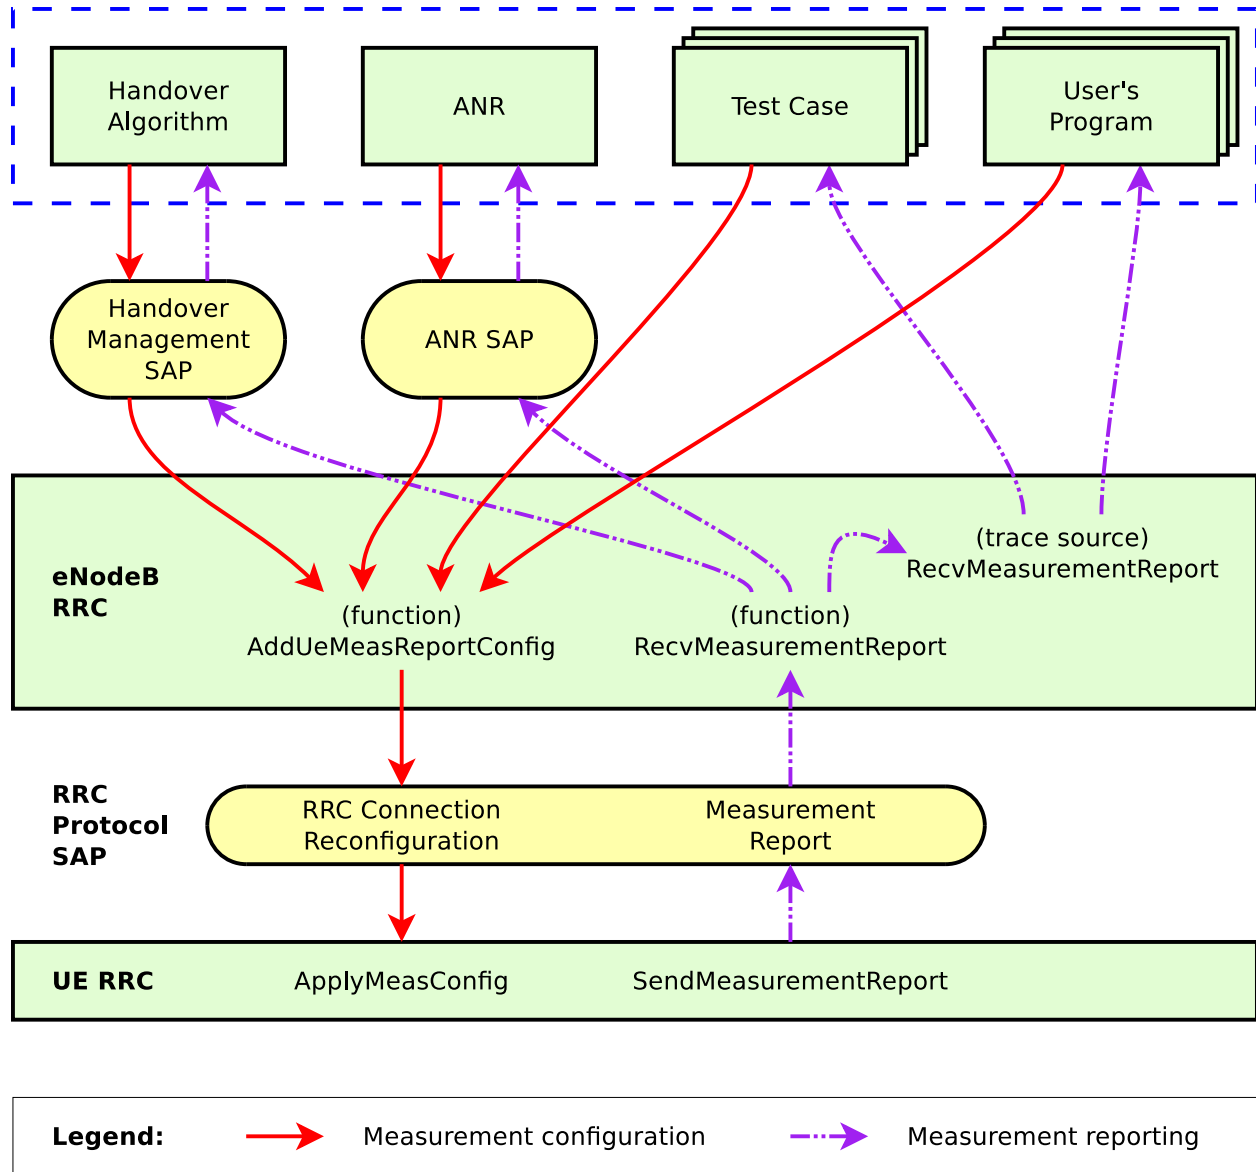 Handover
Algorithm
ANR
Test Case
User's
Program
Handover
Management
SAP
ANR SAP
eNodeB
RRC
(function)
AddUeMeasReportConfig
(function)
RecvMeasurementReport
(trace source)
RecvMeasurementReport
RRC
Protocol
SAP
RRC Connection
Reconfiguration
Measurement
Report
UE RRC
ApplyMeasConfig
SendMeasurementReport
Legend:
Measurement configuration
Measurement reporting